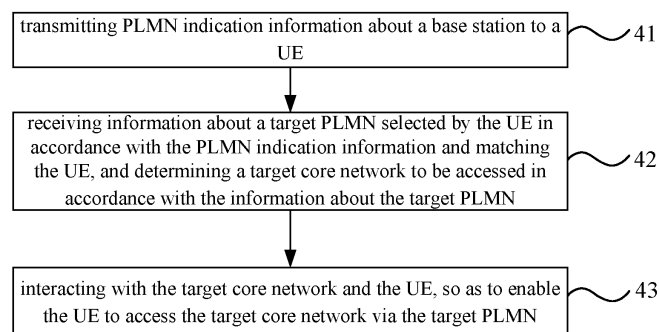 transmitting PLMN indication information about a base station to a
UE
41
receiving information about a target PLMN selected by the UE in
accordance with the PLMN indication information and matching
the UE, and determining a target core network to be accessed in
accordance with the information about the target PLMN
42
interacting with the target core network and the UE, so as to enable
the UE to access the target core network via the target PLMN
43